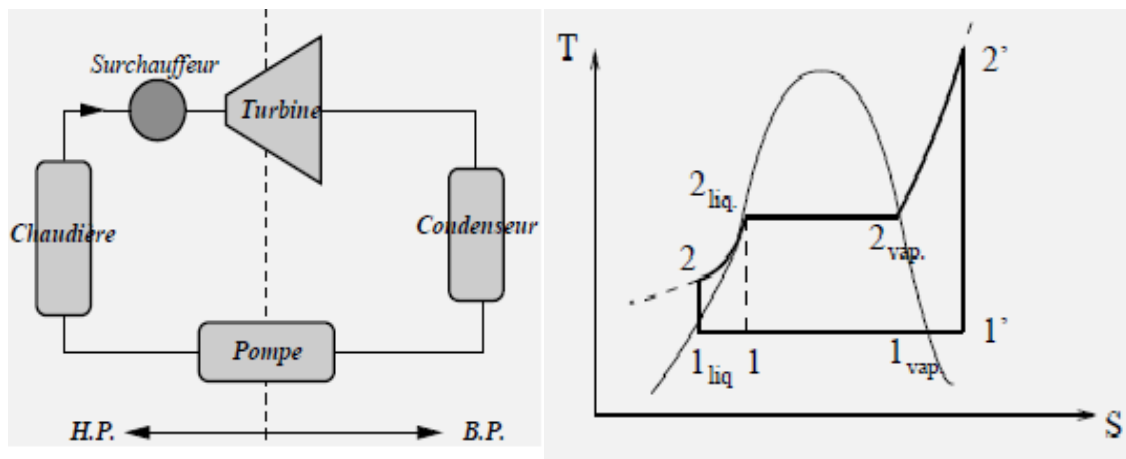 Surchauffeur
Turbine
Chaudière
Condenseur
Pompe
H.P.
B.P.
T
2'
2liq.
2vap.
2
1'
1liq
1
1vap.
S